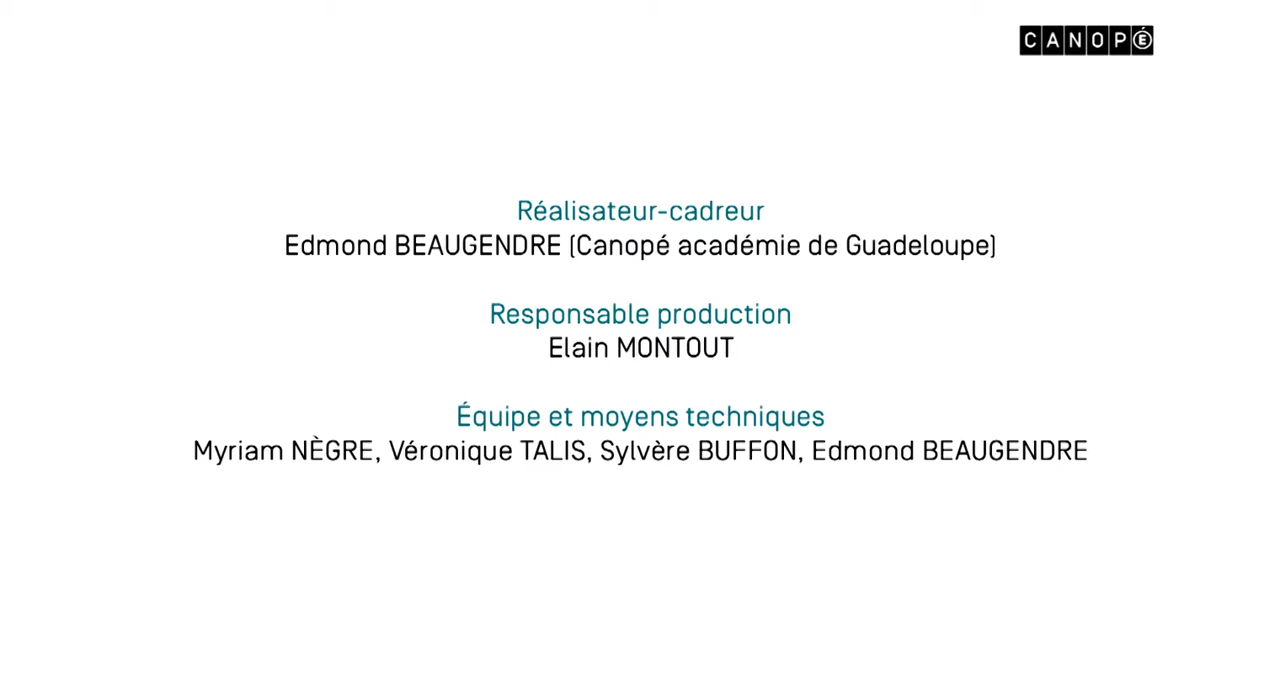 CANOPÉ
Réalisateur-cadreur
Edmond BEAUGENDRE (Canopé académie de Guadeloupe)
Responsable production
Elain MONTOUT
Équipe et moyens techniques
Myriam NÈGRE, Véronique TALIS, Sylvère BUFFON, Edmond BEAUGENDRE